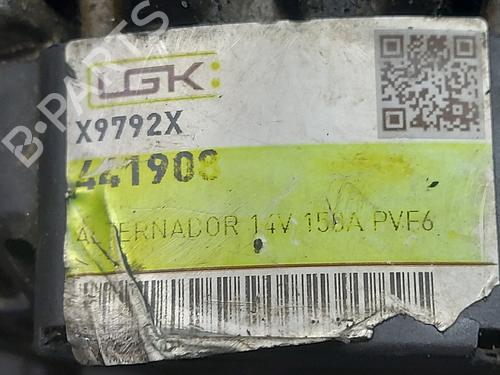 LGK
X9792X
441908
ALTERNADOR 14V 150A PVF6
B-PARTS